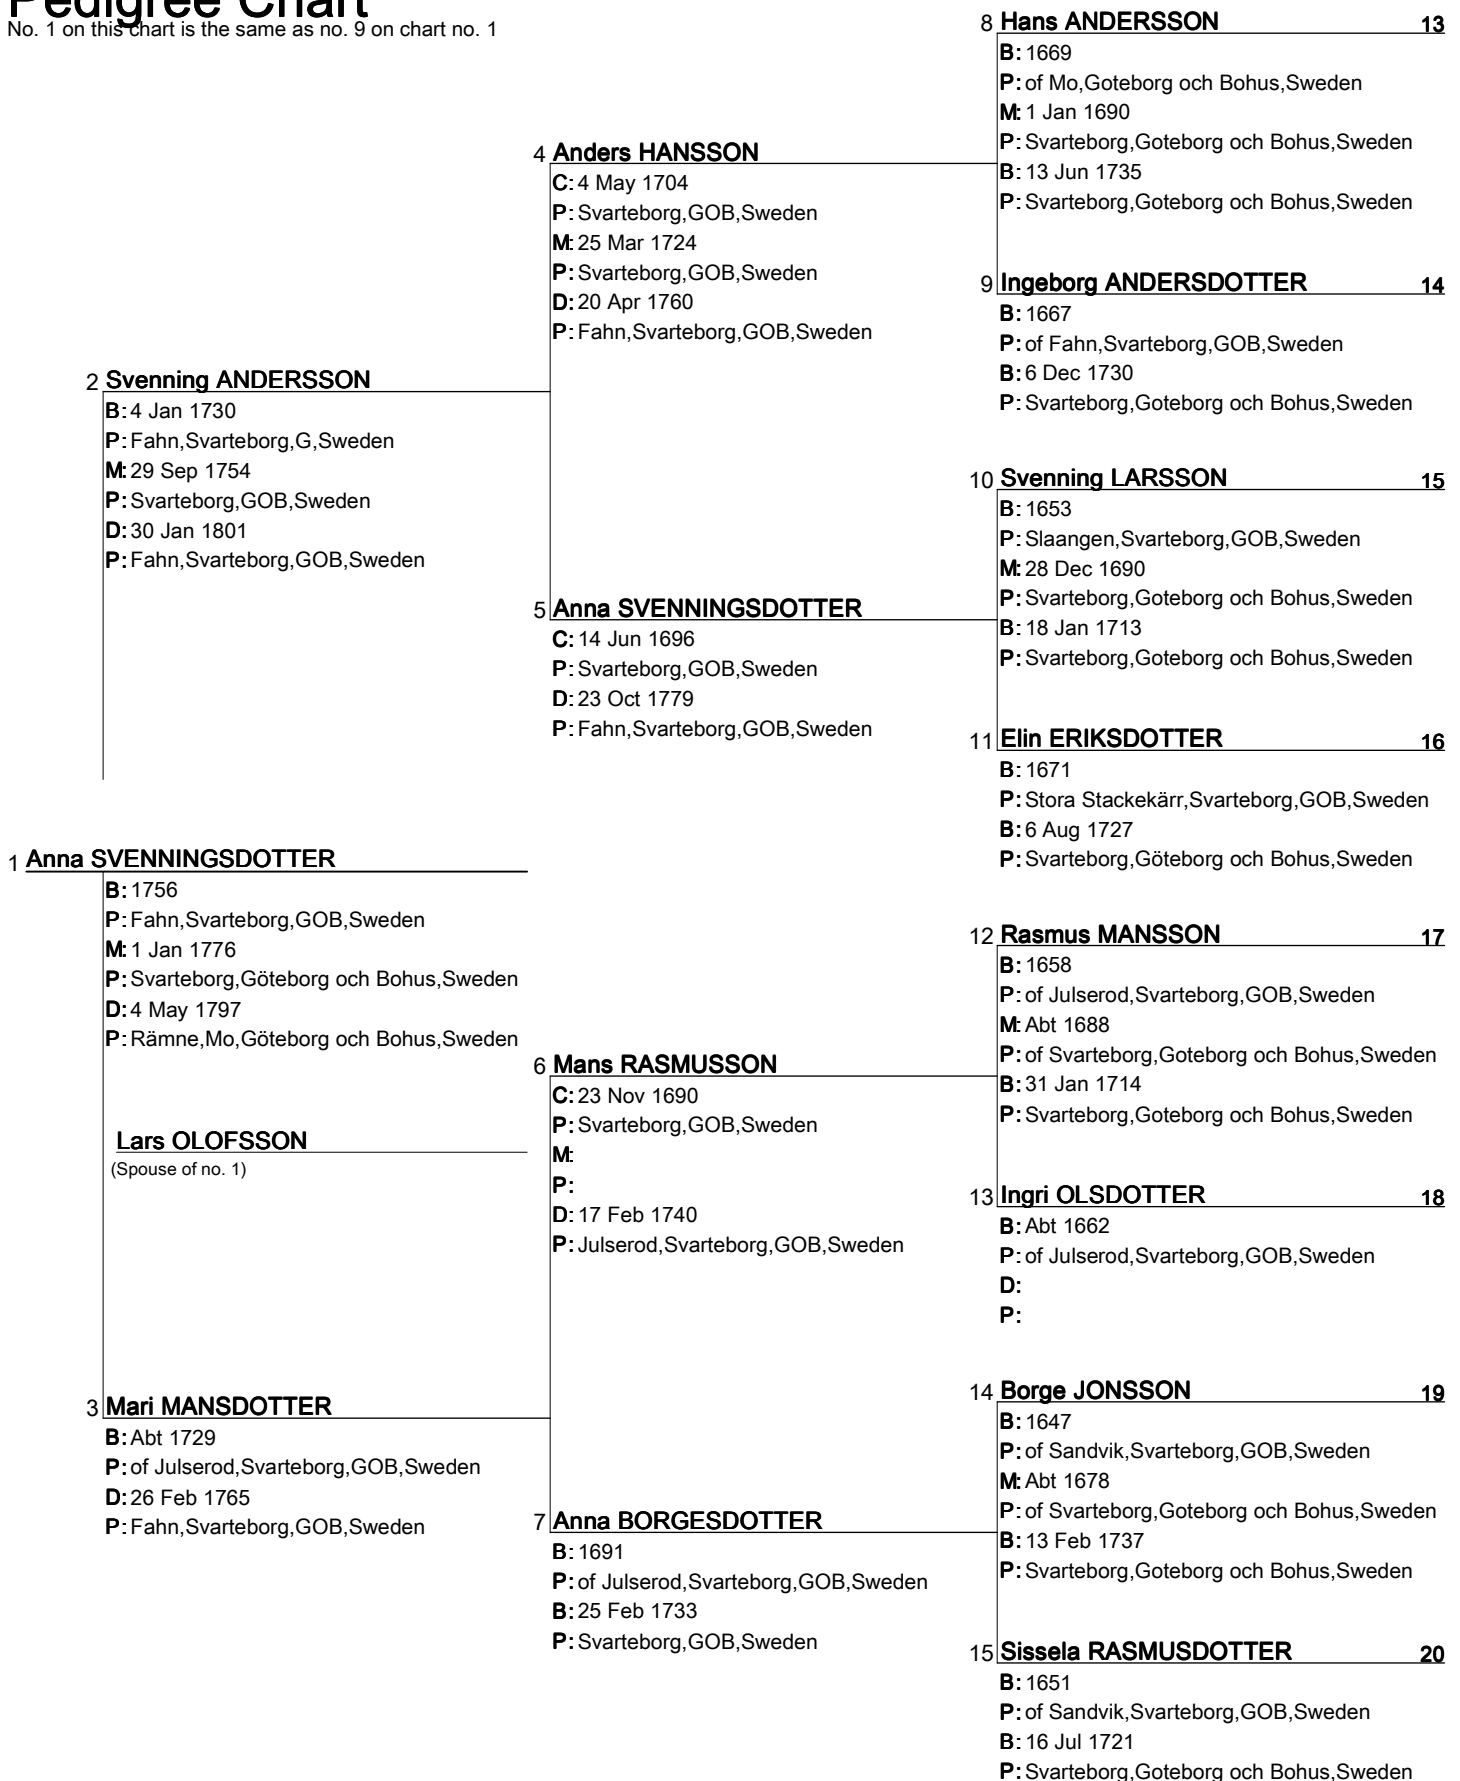 Pedigree Chart
No. 1 on this chart is the same as no. 9 on chart no. 1
8 Hans ANDERSSON 13
B: 1669
P: of Mo,Goteborg och Bohus,Sweden
M: 1 Jan 1690
P: Svarteborg,Goteborg och Bohus,Sweden
B: 13 Jun 1735
P: Svarteborg,Goteborg och Bohus,Sweden
4 Anders HANSSON
C: 4 May 1704
P: Svarteborg,GOB,Sweden
M: 25 Mar 1724
P: Svarteborg,GOB,Sweden
D: 20 Apr 1760
P: Fahn,Svarteborg,GOB,Sweden
9 Ingeborg ANDERSDOTTER 14
B: 1667
P: of Fahn,Svarteborg,GOB,Sweden
B: 6 Dec 1730
P: Svarteborg,Goteborg och Bohus,Sweden
2 Svenning ANDERSSON
B: 4 Jan 1730
P: Fahn,Svarteborg,G,Sweden
M: 29 Sep 1754
P: Svarteborg,GOB,Sweden
D: 30 Jan 1801
P: Fahn,Svarteborg,GOB,Sweden
10 Svenning LARSSON 15
B: 1653
P: Slaangen,Svarteborg,GOB,Sweden
M: 28 Dec 1690
P: Svarteborg,Goteborg och Bohus,Sweden
B: 18 Jan 1713
P: Svarteborg,Goteborg och Bohus,Sweden
5 Anna SVENNINGSDOTTER
C: 14 Jun 1696
P: Svarteborg,GOB,Sweden
D: 23 Oct 1779
P: Fahn,Svarteborg,GOB,Sweden
11 Elin ERIKSDOTTER 16
B: 1671
P: Stora Stackekärr,Svarteborg,GOB,Sweden
B: 6 Aug 1727
P: Svarteborg,Göteborg och Bohus,Sweden
1 Anna SVENNINGSDOTTER
B: 1756
P: Fahn,Svarteborg,GOB,Sweden
M: 1 Jan 1776
P: Svarteborg,Göteborg och Bohus,Sweden
D: 4 May 1797
P: Rämne,Mo,Göteborg och Bohus,Sweden
Lars OLOFSSON
(Spouse of no. 1)
12 Rasmus MANSSON 17
B: 1658
P: of Julserod,Svarteborg,GOB,Sweden
M: Abt 1688
P: of Svarteborg,Goteborg och Bohus,Sweden
B: 31 Jan 1714
P: Svarteborg,Goteborg och Bohus,Sweden
6 Mans RASMUSSON
C: 23 Nov 1690
P: Svarteborg,GOB,Sweden
M:
P:
D: 17 Feb 1740
P: Julserod,Svarteborg,GOB,Sweden
13 Ingri OLSDOTTER 18
B: Abt 1662
P: of Julserod,Svarteborg,GOB,Sweden
D:
P:
3 Mari MANSDOTTER
B: Abt 1729
P: of Julserod,Svarteborg,GOB,Sweden
D: 26 Feb 1765
P: Fahn,Svarteborg,GOB,Sweden
14 Borge JONSSON 19
B: 1647
P: of Sandvik,Svarteborg,GOB,Sweden
M: Abt 1678
P: of Svarteborg,Goteborg och Bohus,Sweden
B: 13 Feb 1737
P: Svarteborg,Goteborg och Bohus,Sweden
7 Anna BORGESDOTTER
B: 1691
P: of Julserod,Svarteborg,GOB,Sweden
B: 25 Feb 1733
P: Svarteborg,GOB,Sweden
15 Sissela RASMUSDOTTER 20
B: 1651
P: of Sandvik,Svarteborg,GOB,Sweden
B: 16 Jul 1721
P: Svarteborg,Goteborg och Bohus,Sweden